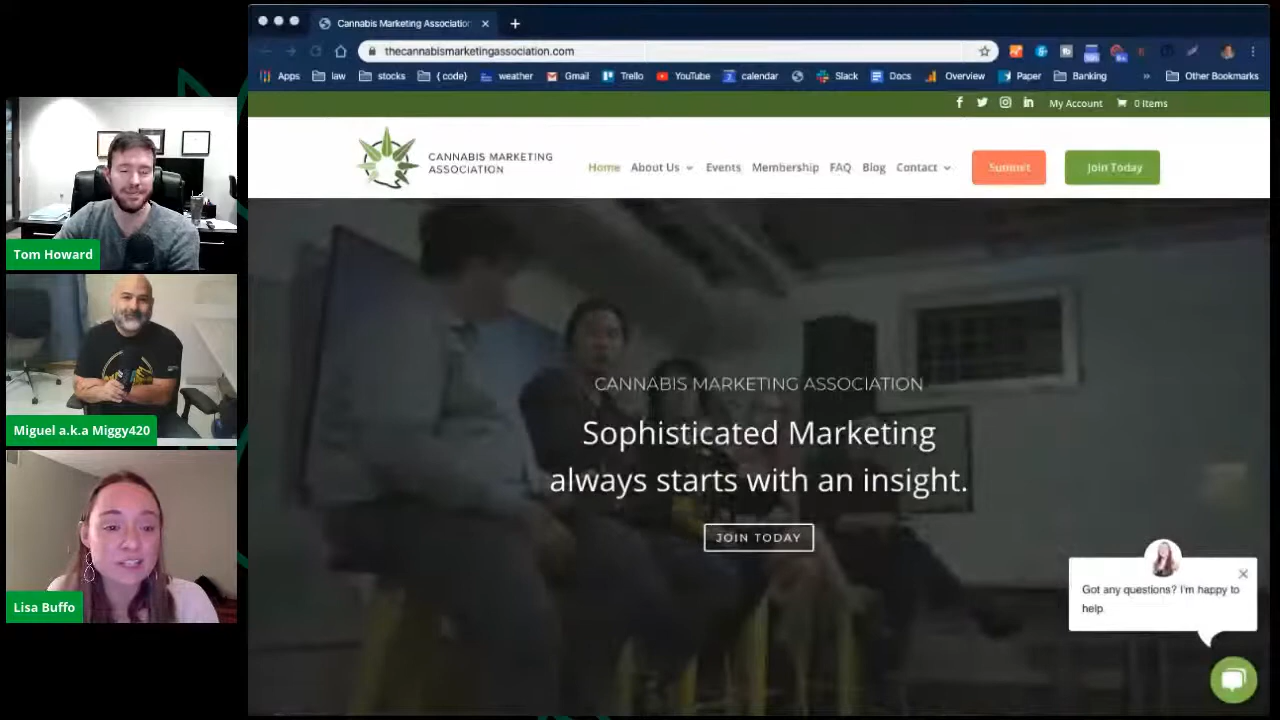 Cannabis Marketing Association
thecannabismarketingassociation.com
Apps law stocks { code} weather Gmail Trello YouTube calendar Slack Docs Overview Paper Banking » Other Bookmarks
My Account 0 Items
CANNABIS MARKETING
ASSOCIATION
Home About Us Events Membership FAQ Blog Contact Summit Join Today
Tom Howard
Miguel a.k.a Miggy420
Lisa Buffo
CANNABIS MARKETING ASSOCIATION
Sophisticated Marketing
always starts with an insight.
JOIN TODAY
Got any questions? I'm happy to
help